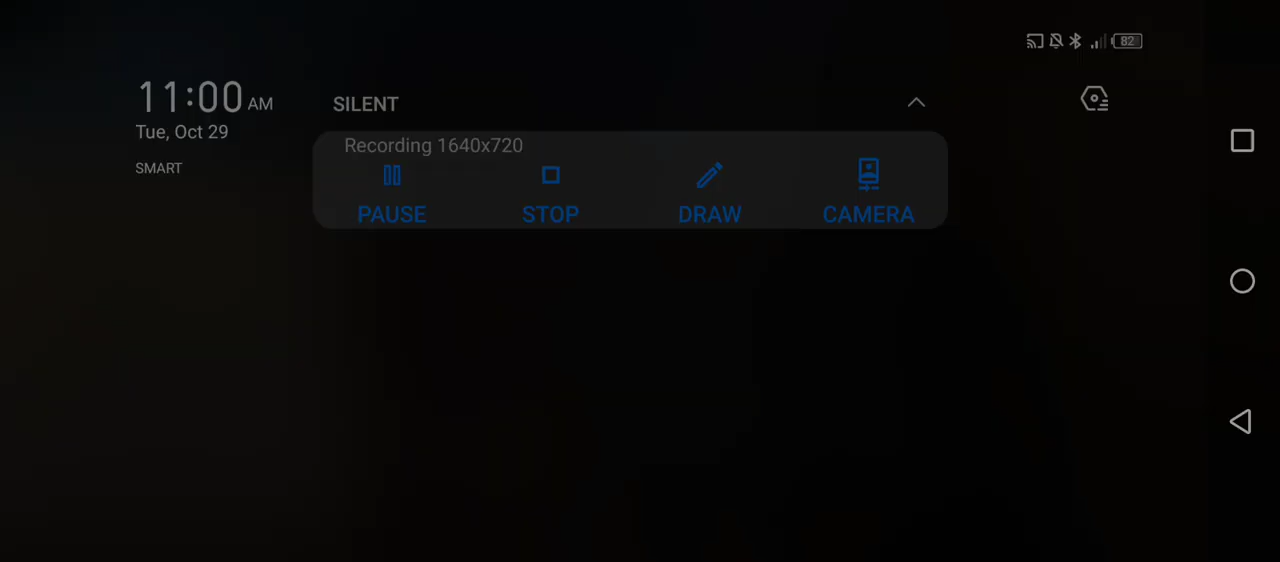 82
11:00 AM
Tue, Oct 29
SMART
SILENT
Recording 1640x720
PAUSE
STOP
DRAW
CAMERA